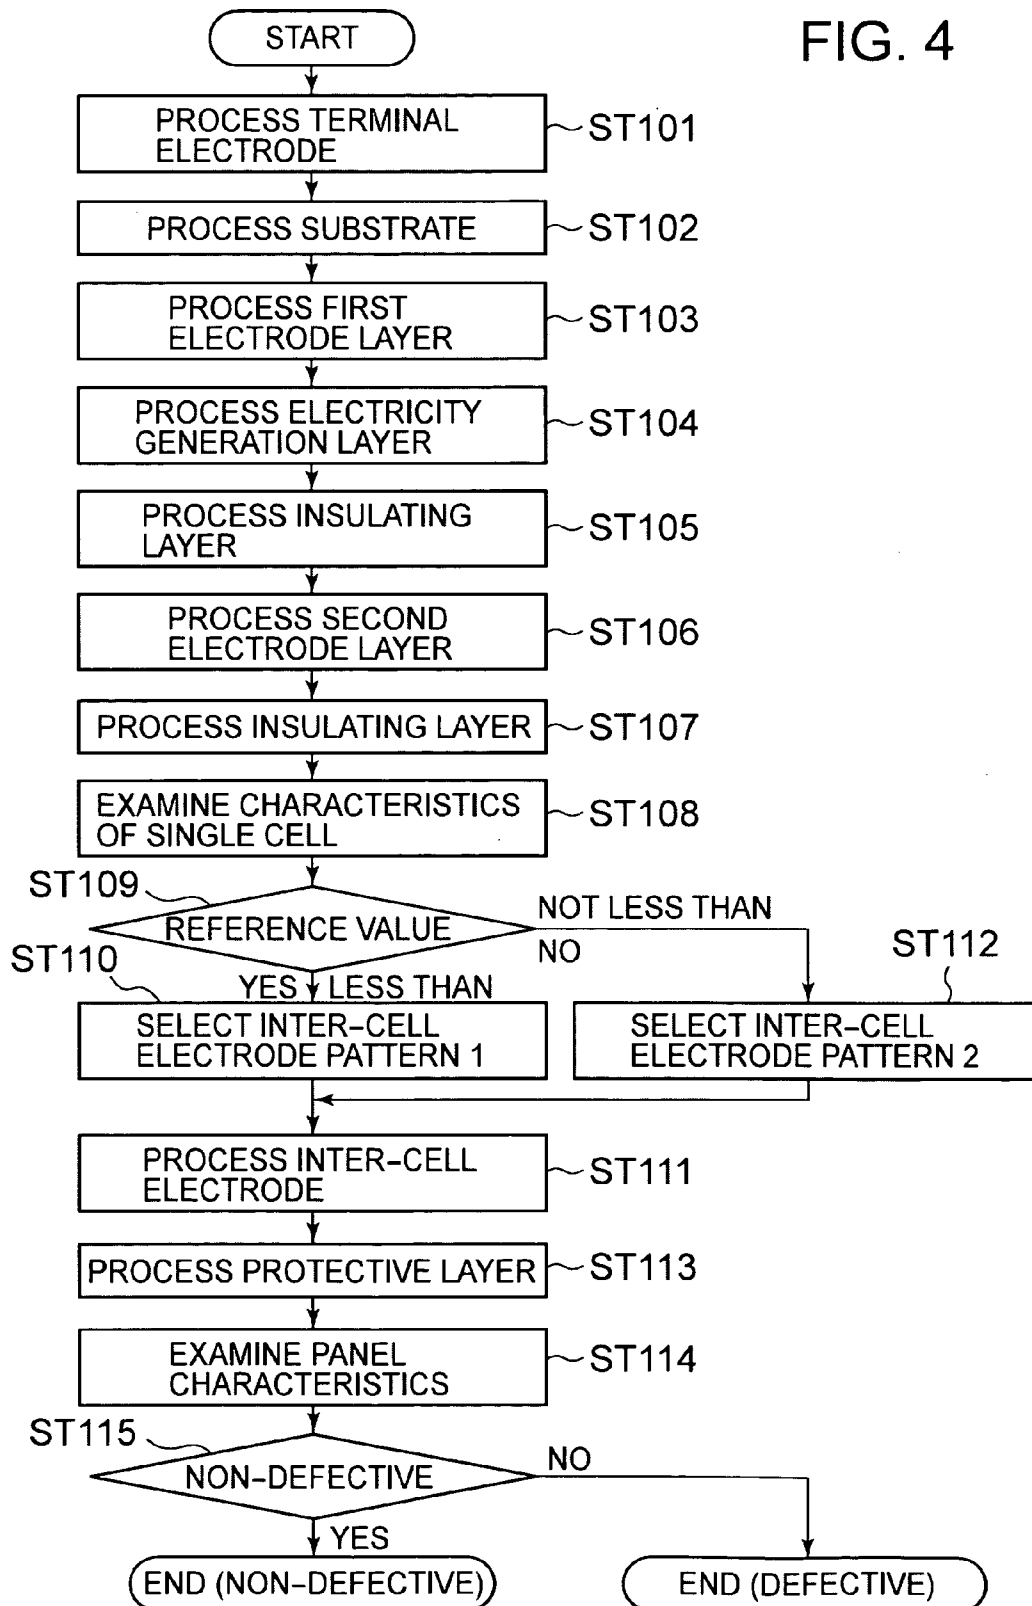 FIG. 4
START
PROCESS TERMINAL
ELECTRODE
ST101
PROCESS SUBSTRATE
ST102
PROCESS FIRST
ELECTRODE LAYER
ST103
PROCESS ELECTRICITY
GENERATION LAYER
ST104
PROCESS INSULATING
LAYER
ST105
PROCESS SECOND
ELECTRODE LAYER
ST106
PROCESS INSULATING LAYER
ST107
EXAMINE CHARACTERISTICS
OF SINGLE CELL
ST108
ST109
REFERENCE VALUE
NOT LESS THAN
NO
YES
LESS THAN
ST110
SELECT INTER-CELL
ELECTRODE PATTERN 1
ST112
SELECT INTER-CELL
ELECTRODE PATTERN 2
PROCESS INTER-CELL
ELECTRODE
ST111
PROCESS PROTECTIVE LAYER
ST113
EXAMINE PANEL
CHARACTERISTICS
ST114
ST115
NON-DEFECTIVE
NO
YES
END (NON-DEFECTIVE)
END (DEFECTIVE)